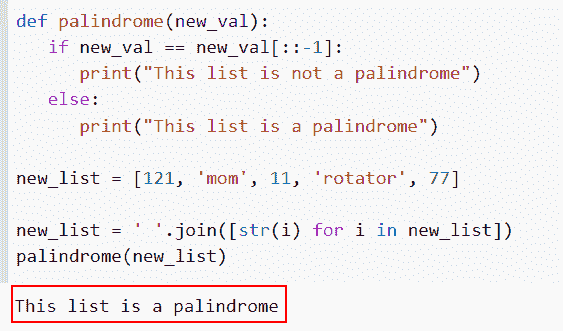 def palindrome(new_val):
if new_val == new_val[::-1]:
print("This list is not a palindrome")
else:
print("This list is a palindrome")
new_list = [121, 'mom', 11, 'rotator', 77]
new_list = ' '.join([str(i) for i in new_list])
palindrome(new_list)
This list is a palindrome